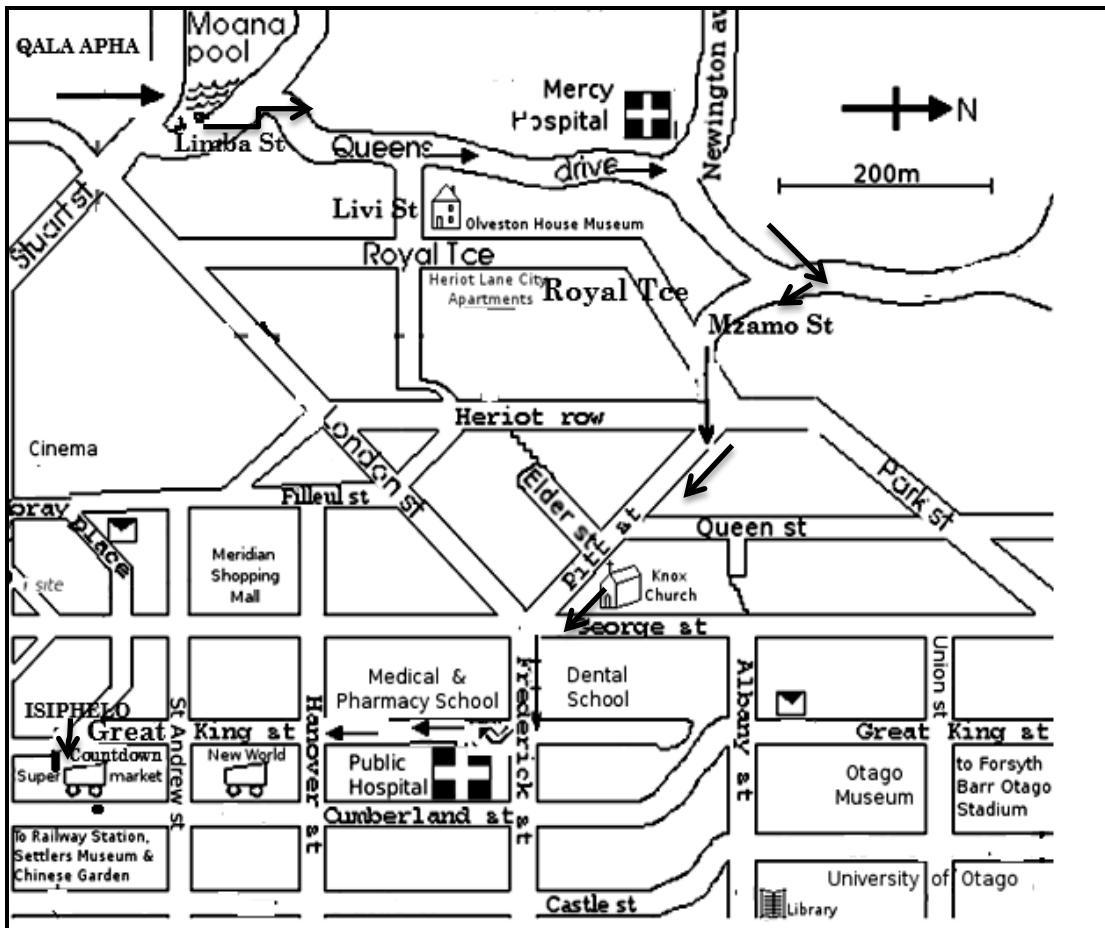 Moana
pool
QALA APHA
Mercy
Hospital
Newington av
N
200m
Limba St
Queens
drive
Stuart st
Livi St
Olveston House Museum
Royal Tce
Heriot Lane City
Apartments
Royal Tce
Mzamo St
Heriot row
Cinema
London st
Filleul st
Elder st
Pitt st
Park st
Queen st
oray place
site
Meridian
Shopping
Mall
Knox
Church
George st
Medical &
Pharmacy School
Frederick st
Dental
School
Albany st
Union st
ISIPHELO
Great King st
St Andrew st
Hanover st
Great King st
Countdown
Super market
New World
Public
Hospital
Otago
Museum
to Forsyth
Barr Otago
Stadium
Cumberland st
To Railway Station,
Settlers Museum &
Chinese Garden
University of Otago
Castle st
Library